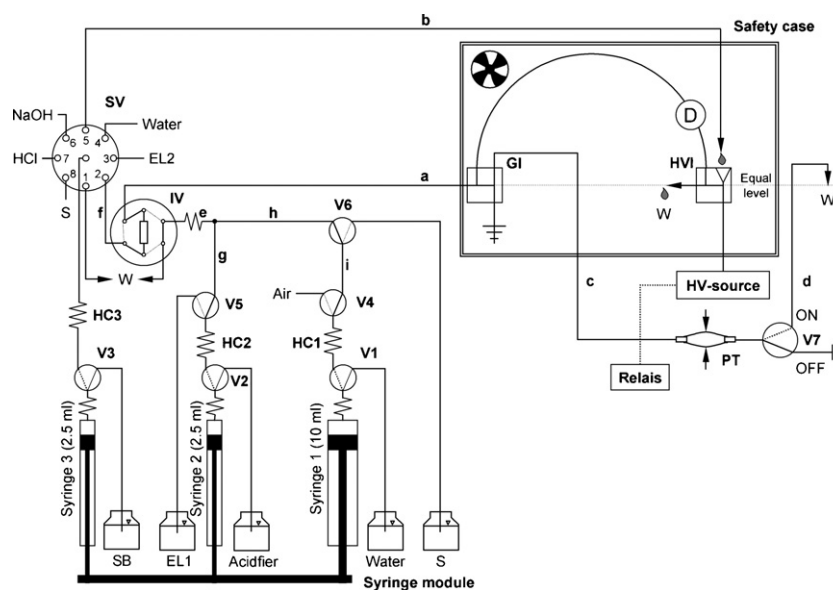 b
Safety case
SV
NaOH
Water
6
5
4
HCl
7
3
EL2
8
1
2
S
f
IV
e
h
V6
a
GI
D
HVI
W
Equal level
W
W
g
i
Air
V4
V5
HC3
HC2
HC1
c
HV-source
d
ON
V7
OFF
PT
Relais
V3
V2
V1
Syringe 3 (2.5 ml)
Syringe 2 (2.5 ml)
Syringe 1 (10 ml)
SB
EL1
Acidfier
Water
S
Syringe module